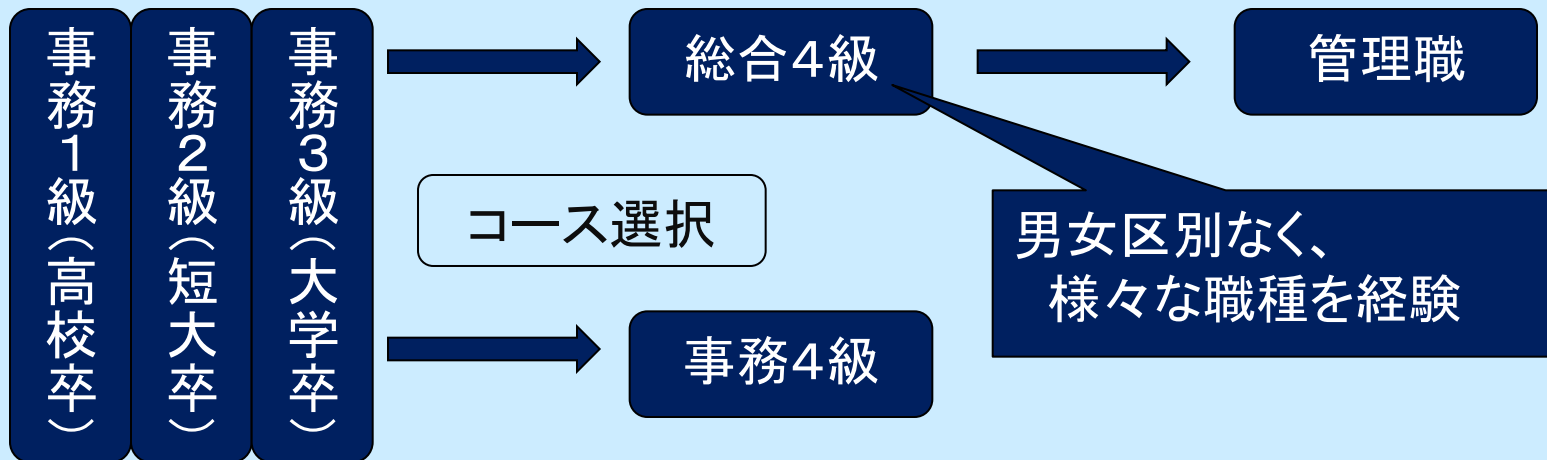 事務１級（高校卒）
事務２級（短大卒）
事務３級（大学卒）
総合４級
管理職
コース選択
男女区別なく、
様々な職種を経験
事務４級